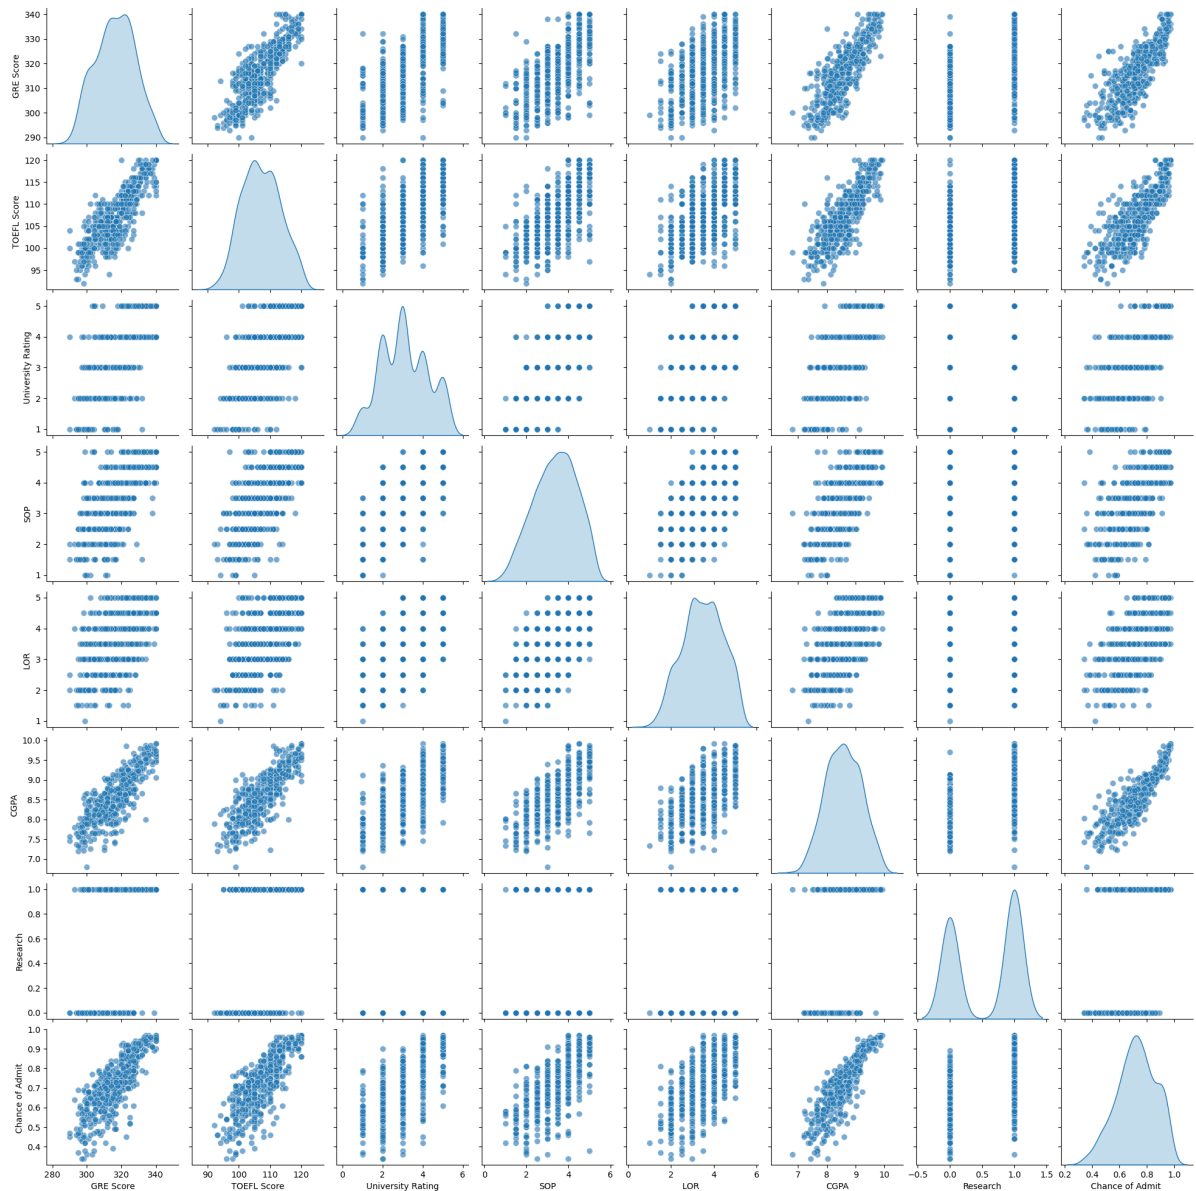 340
330
320
310
300
290
GRE Score
120
115
110
105
100
95
TOEFL Score
5
4
3
2
1
University Rating
5
4
3
2
1
SOP
5
4
3
2
1
LOR
10.0
9.5
9.0
8.5
8.0
7.5
7.0
CGPA
1.0
0.8
0.6
0.4
0.2
0.0
Research
1.0
0.9
0.8
0.7
0.6
0.5
0.4
Chance of Admit
280 300 320 340
GRE Score
90 100 110 120
TOEFL Score
0 2 4 6
University Rating
0 2 4 6
SOP
0 2 4 6
LOR
7 8 9 10
CGPA
−0.5 0.0 0.5 1.0 1.5
Research
0.2 0.4 0.6 0.8 1.0
Chance of Admit